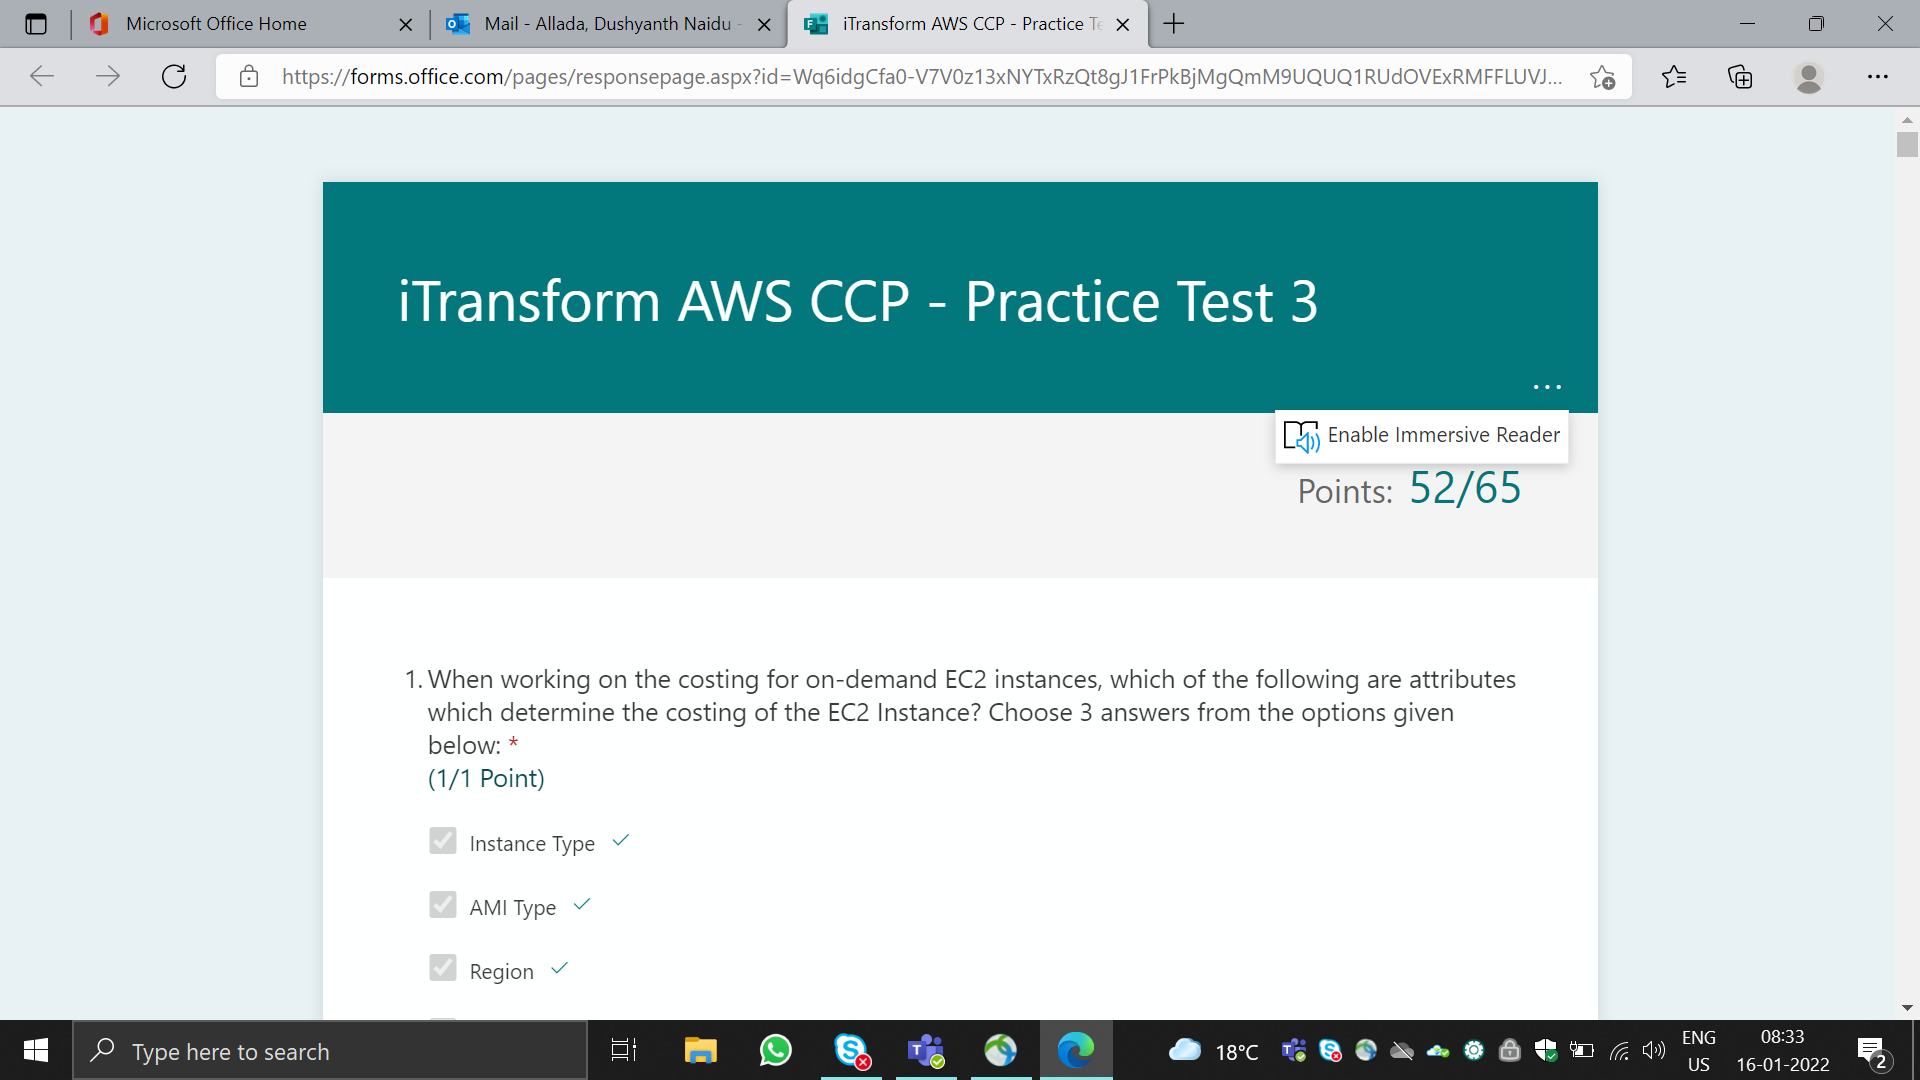 Microsoft Office Home
Mail - Allada, Dushyanth Naidu -
iTransform AWS CCP - Practice Te
https://forms.office.com/pages/responsepage.aspx?id=Wq6idgCfa0-V7V0z13xNYTxRzQt8gJ1FrPkBjMgQmM9UQUQ1RUdOVExRMFFLUVJ...
iTransform AWS CCP - Practice Test 3
Enable Immersive Reader
Points: 52/65
1. When working on the costing for on-demand EC2 instances, which of the following are attributes
which determine the costing of the EC2 Instance? Choose 3 answers from the options given
below: *
(1/1 Point)
Instance Type
AMI Type
Region
Type here to search
18°C
ENG
US
08:33
16-01-2022
2